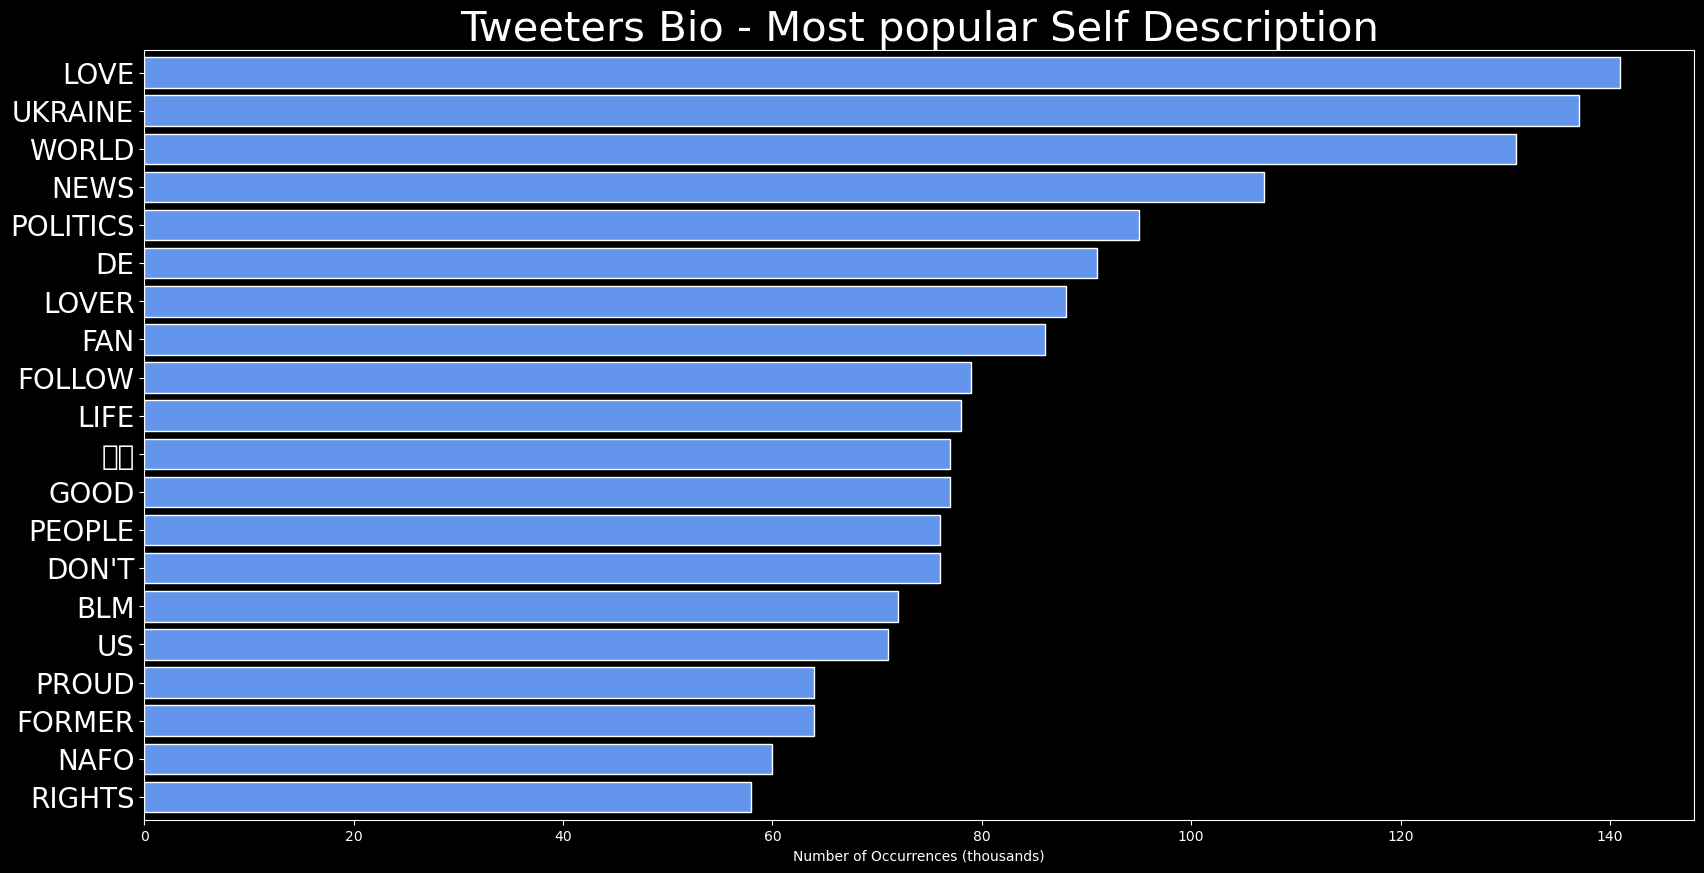 Tweeters Bio - Most popular Self Description
LOVE
UKRAINE
WORLD
NEWS
POLITICS
DE
LOVER
FAN
FOLLOW
LIFE
GOOD
PEOPLE
DON'T
BLM
US
PROUD
FORMER
NAFO
RIGHTS
0 20 40 60 80 100 120 140
Number of Occurrences (thousands)